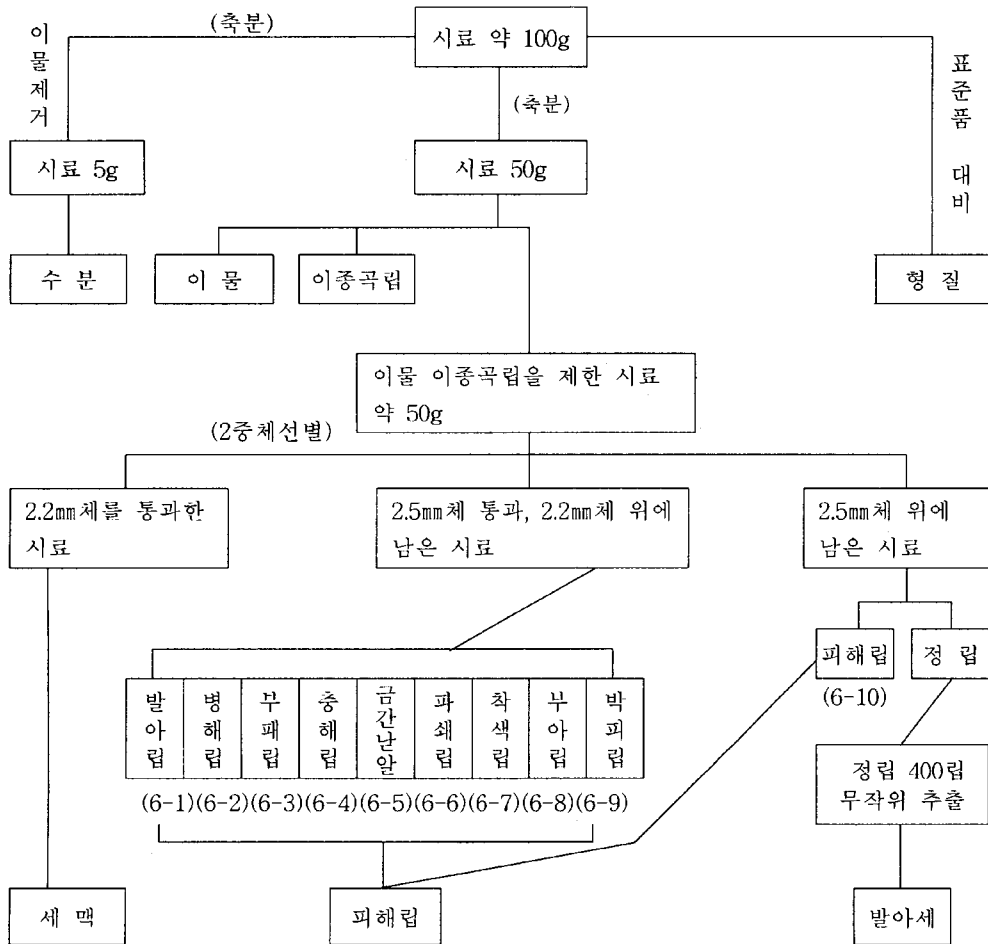 (축분)
시료 약 100g
이물제거
(축분)
표준품 대비
시료 5g
시료 50g
수 분
이 물
이종곡립
형 질
이물 이종곡립을 제한 시료
약 50g
(2중체선별)
2.2㎜체를 통과한
시료
2.5㎜체 통과, 2.2㎜체 위에
남은 시료
2.5㎜체 위에
남은 시료
피해립
정 립
(6-10)
발아립
병해립
부패립
충해립
금간낟알
파쇄립
착색립
부아립
박피립
(6-1)(6-2)(6-3)(6-4)(6-5)(6-6)(6-7)(6-8)(6-9)
정립 400립
무작위 추출
세 맥
피해립
발아세